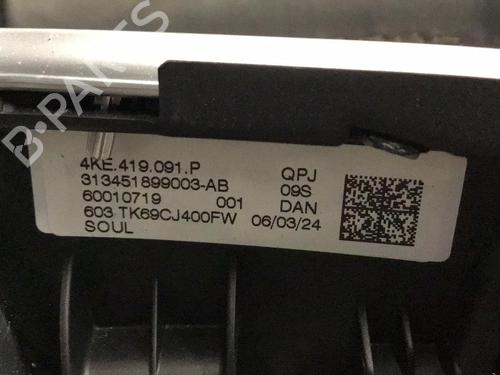 B-PARTS
4KE.419.091.P QPJ
313451899003-AB 09S
60010719 001 DAN
603 TK69CJ400FW 06/03/24
SOUL